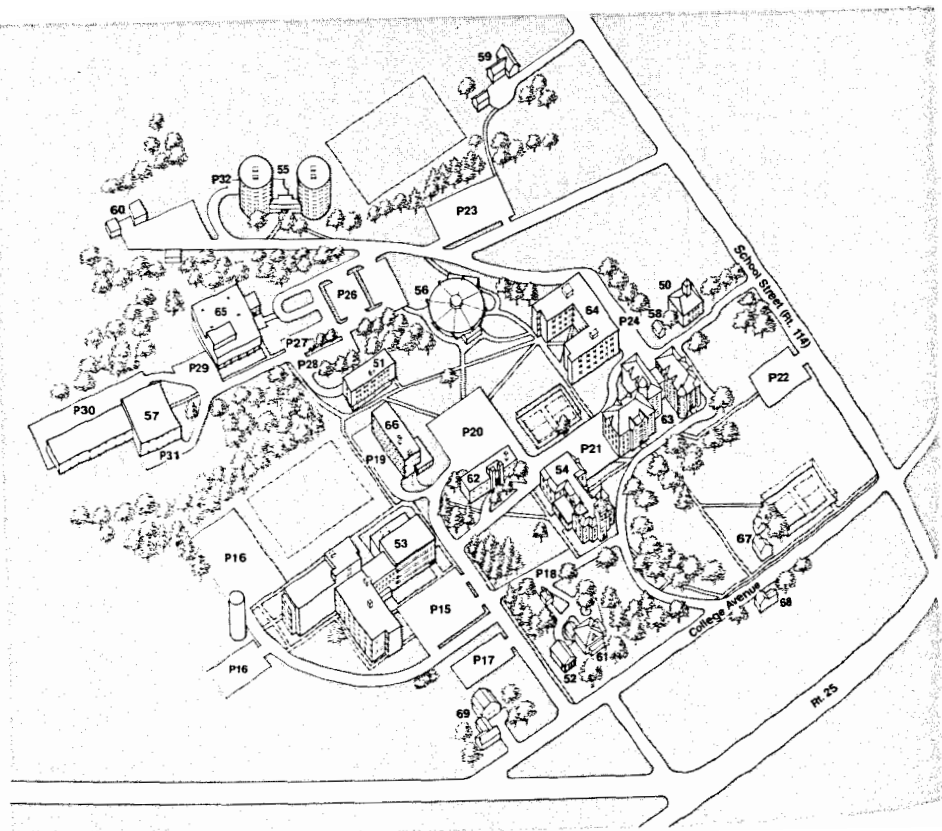 59
55
P32
60
P23
School Street (Rt. 114)
50
58
56
P26
65
64
P24
P27
P28
51
P29
P22
P30
57
66
63
P31
P19
P20
P21
62
54
67
53
P16
P18
College Avenue
68
P15
61
52
P16
P17
Rt. 25
69